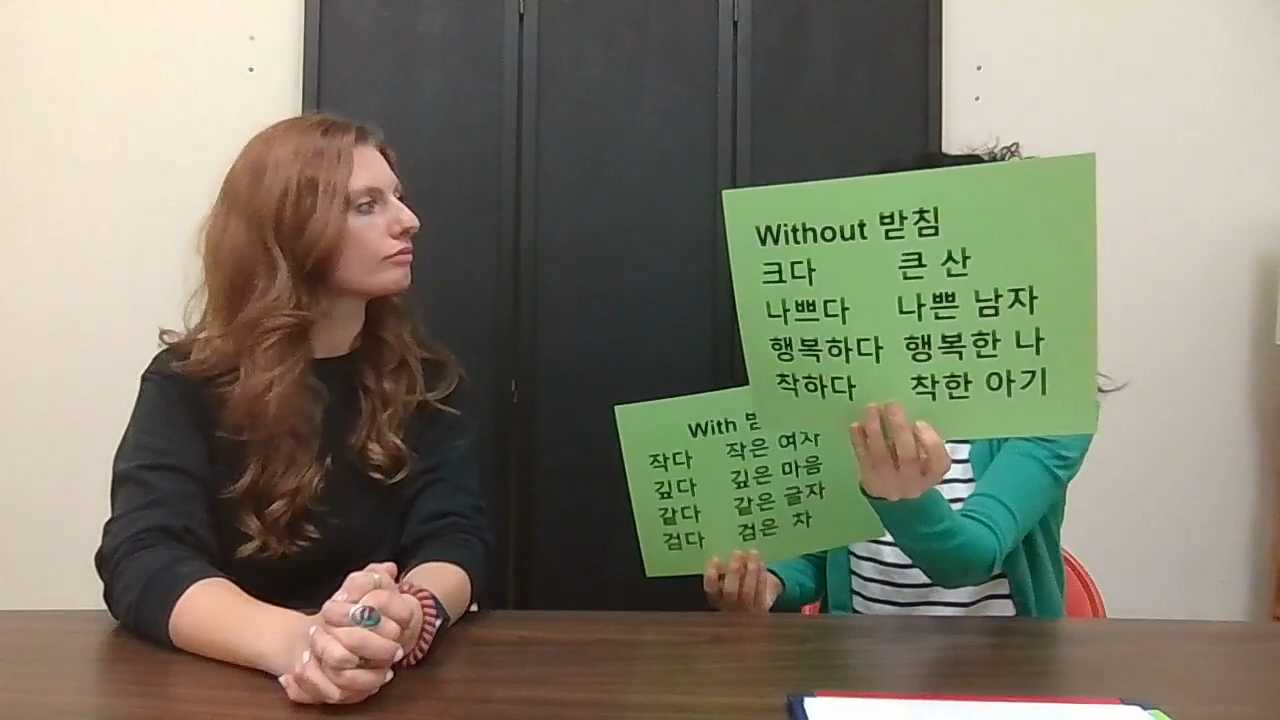 Without 받침
크다 큰 산
나쁘다 나쁜 남자
행복하다 행복한 나
착하다 착한 아기
With 받
작다 작은 여자
깊다 깊은 마음
같다 같은 글자
검다 검은 차